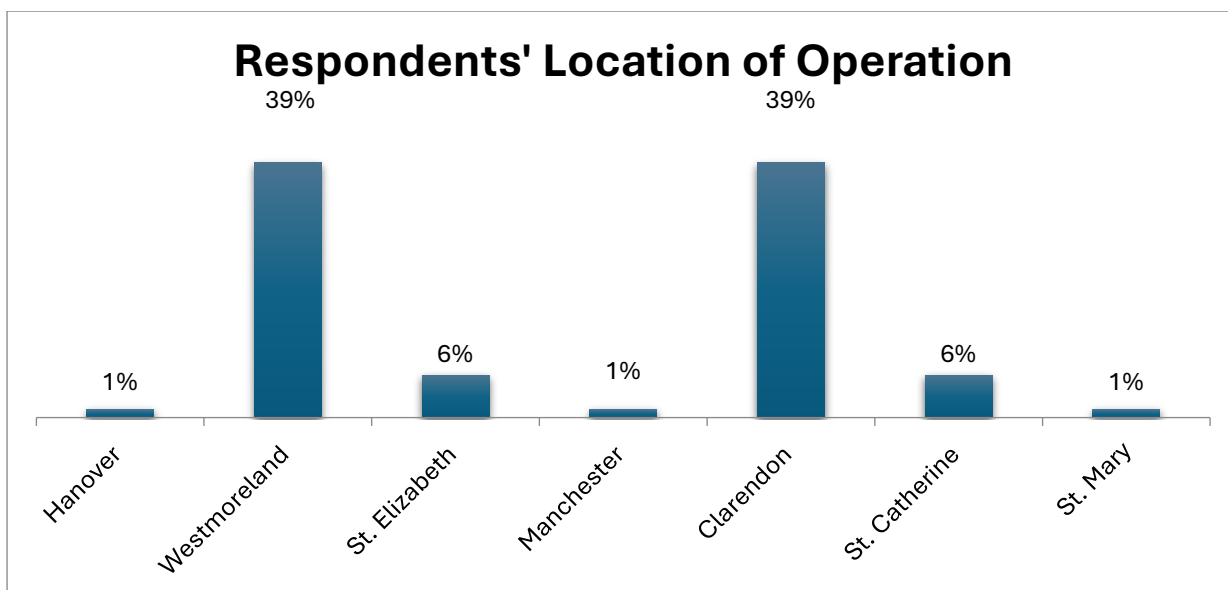 Respondents' Location of Operation
39%
39%
6%
6%
1%
1%
1%
Hanover
Westmoreland
St. Elizabeth
Manchester
Clarendon
St. Catherine
St. Mary